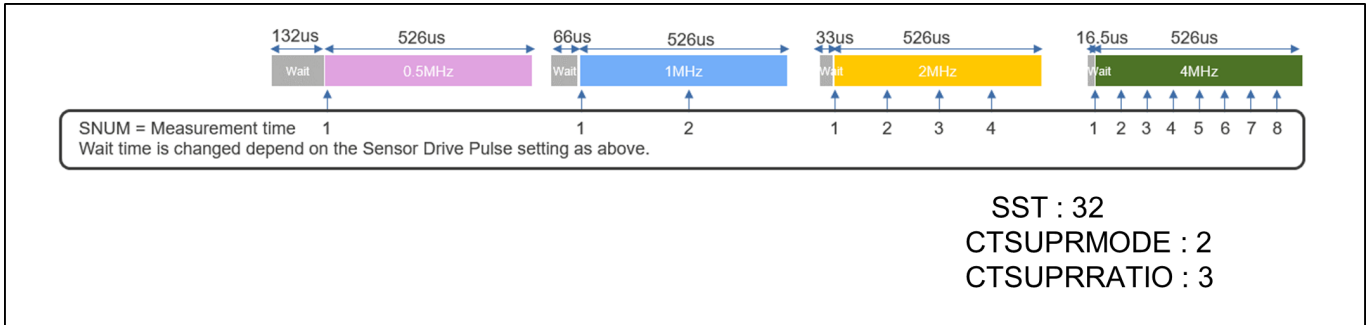 132us 526us 66us 526us 33us 526us 16.5us 526us
Wait 0.5MHz Wait 1MHz Wait 2MHz Wait 4MHz
SNUM = Measurement time 1 1 2 1 2 3 4 1 2 3 4 5 6 7 8
Wait time is changed depend on the Sensor Drive Pulse setting as above.
SST : 32
CTSUPRMODE : 2
CTSUPRRATIO : 3